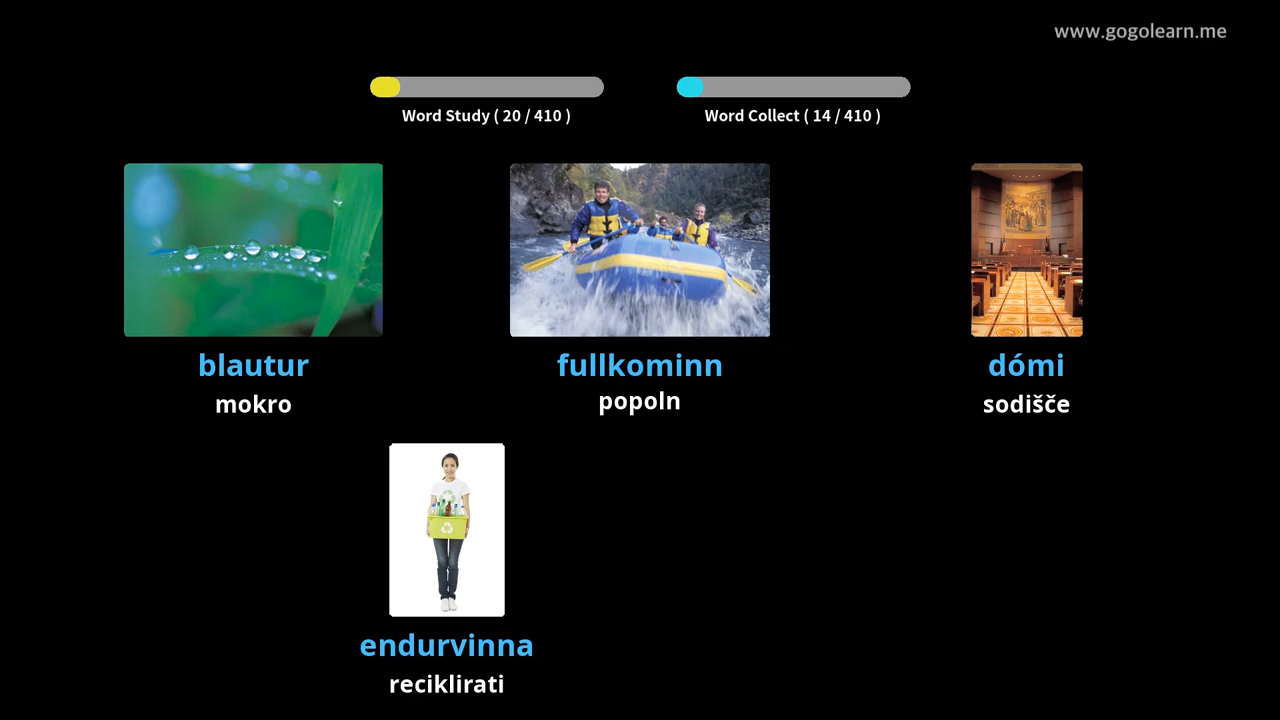 www.gogolearn.me
Word Study ( 20 / 410 )
Word Collect ( 14 / 410 )
blautur
mokro
fullkominn
popoln
dómi
sodišče
endurvinna
reciklirati